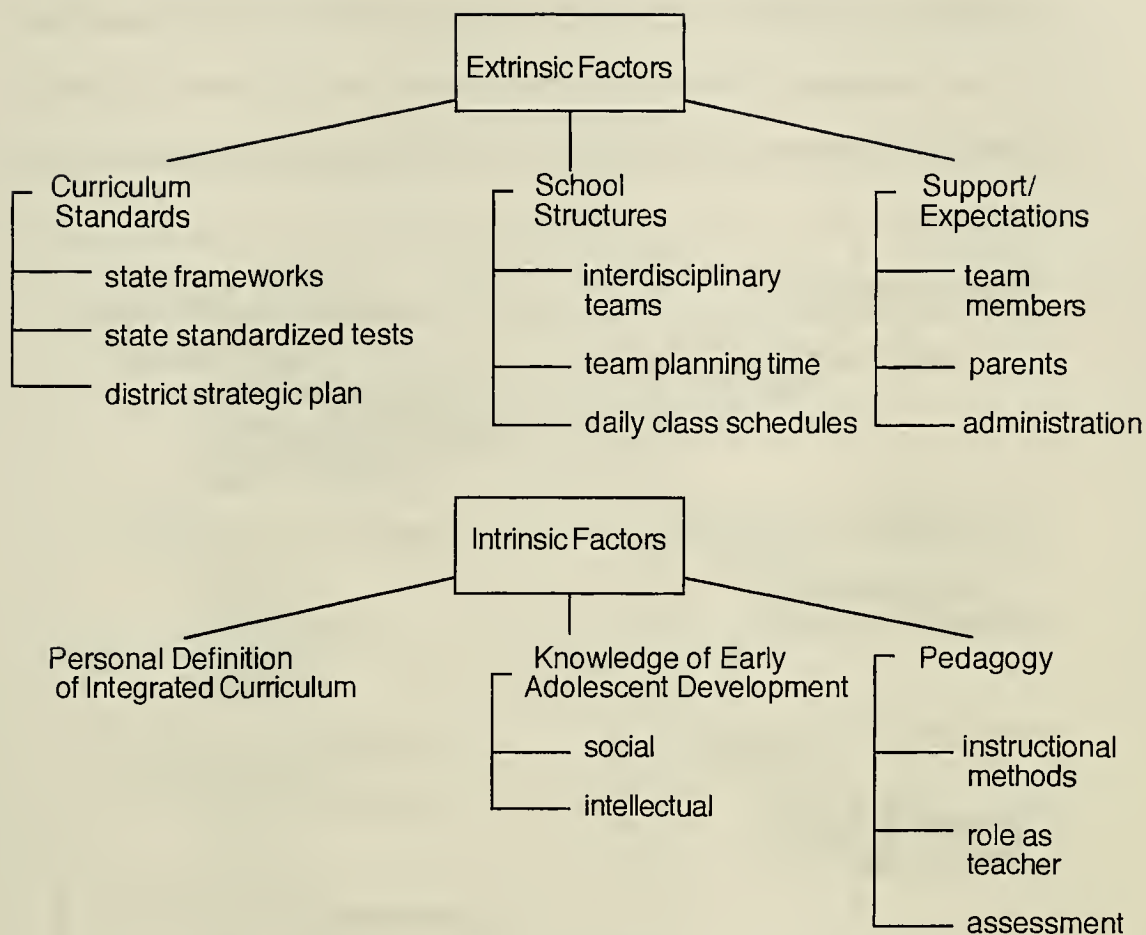 Extrinsic Factors
Curriculum
Standards
state frameworks
state standardized tests
district strategic plan
School
Structures
interdisciplinary
teams
team planning time
daily class schedules
Support/
Expectations
team
members
parents
administration
Intrinsic Factors
Personal Definition
of Integrated Curriculum
Knowledge of Early
Adolescent Development
social
intellectual
Pedagogy
instructional
methods
role as
teacher
assessment